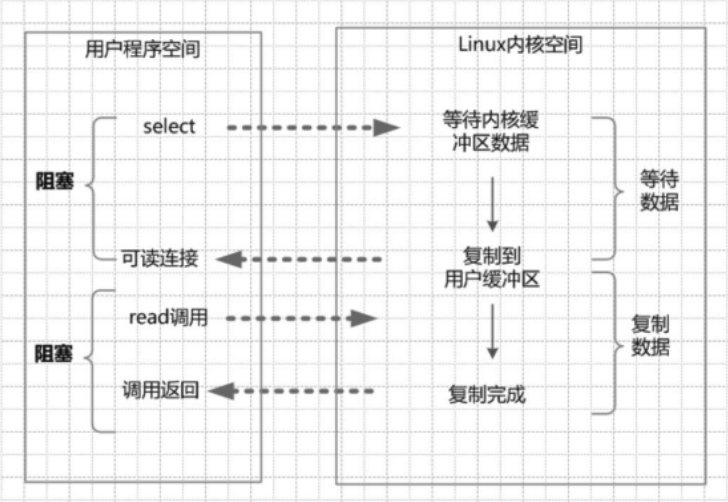 用户程序空间
Linux内核空间
select
等待内核缓
冲区数据
阻塞
等待
数据
可读连接
复制到
用户缓冲区
read调用
阻塞
复制
数据
调用返回
复制完成